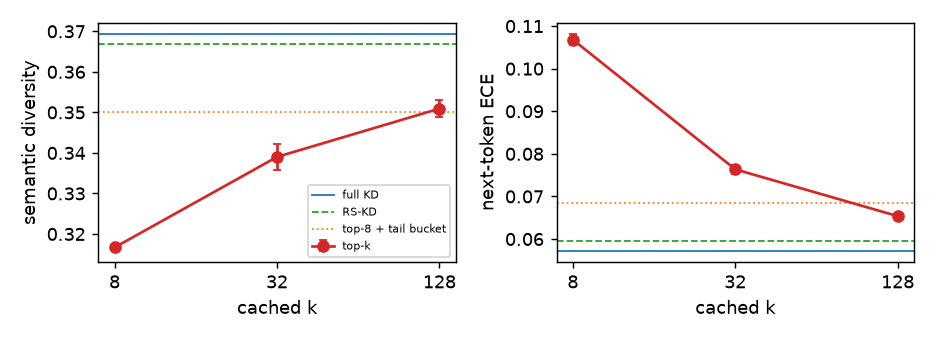 0.37
0.36
0.35
0.34
0.33
0.32
semantic diversity
8
32
128
cached k
full KD
RS-KD
top-8 + tail bucket
top-k
0.11
0.10
0.09
0.08
0.07
0.06
next-token ECE
8
32
128
cached k